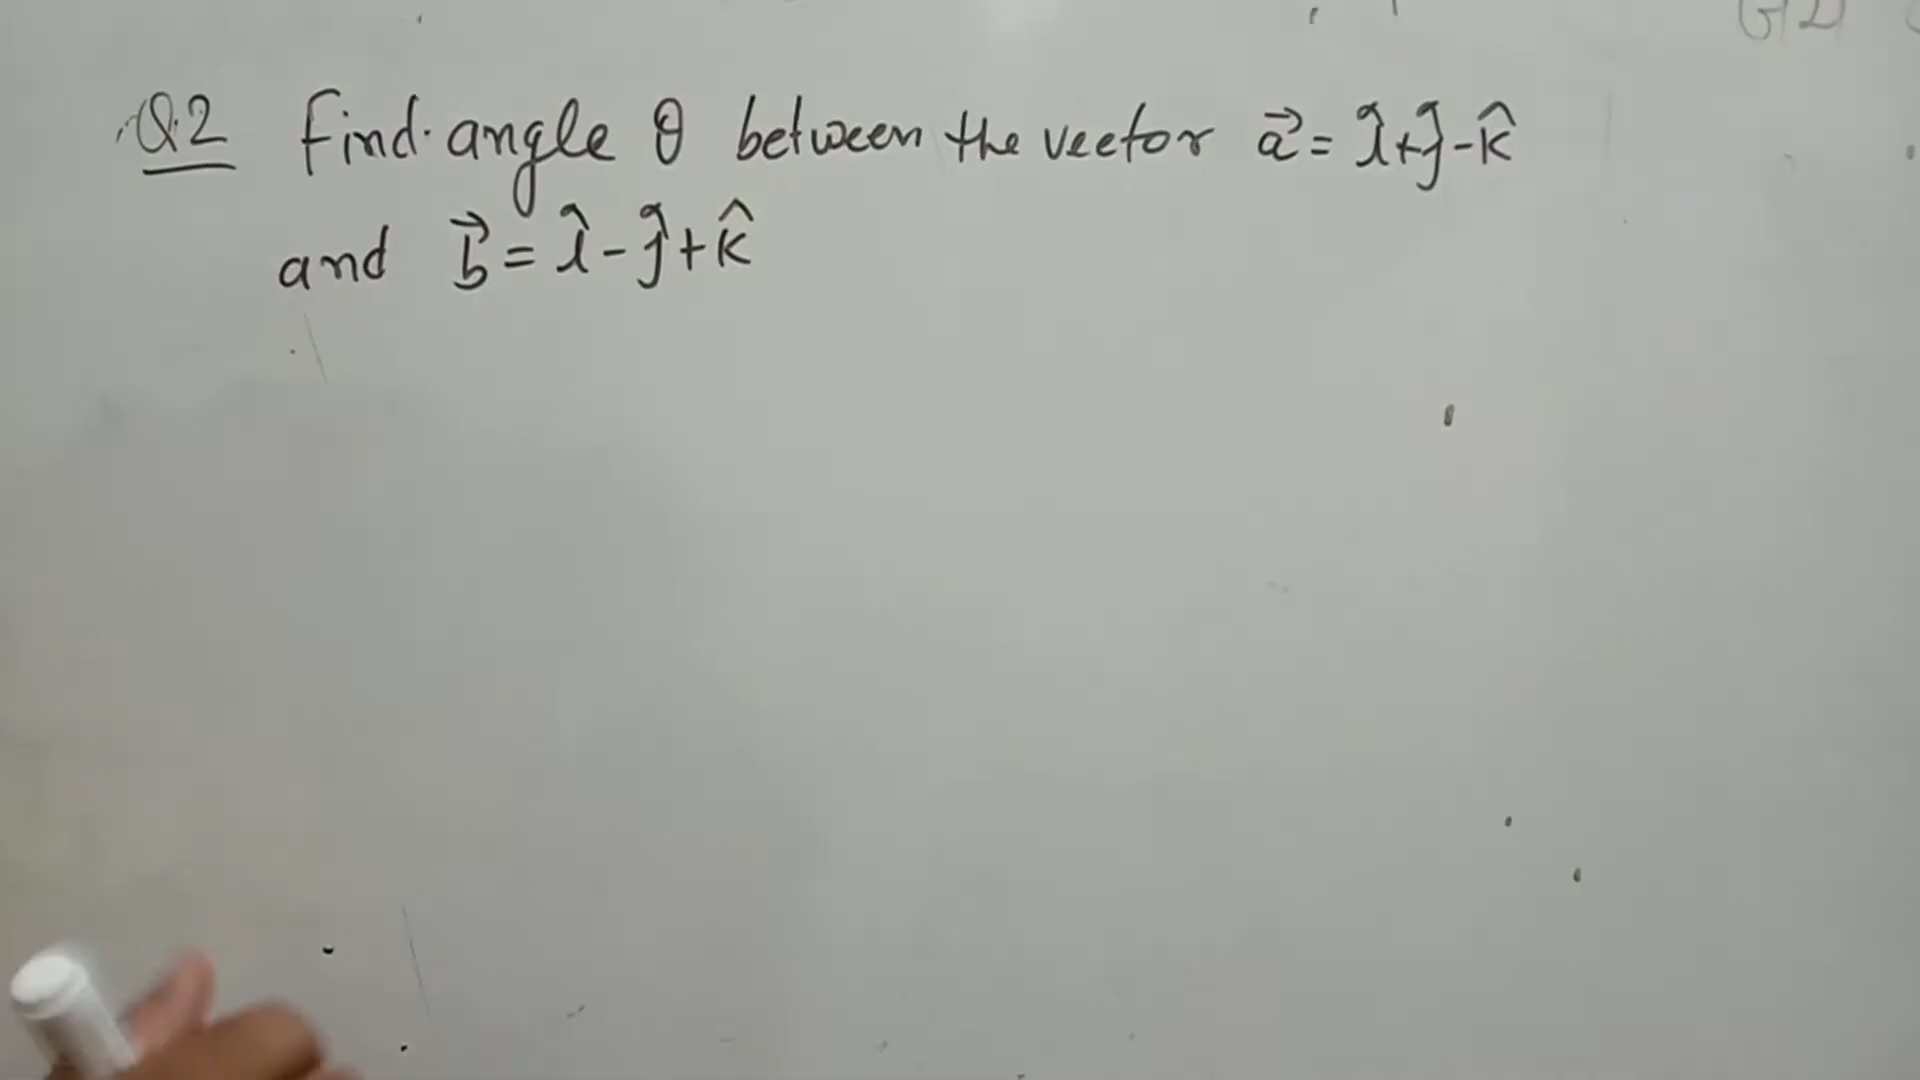 Q.2 Find angle θ between the vector a⃗ = î+ĵ-k̂
and b⃗ = î-ĵ+k̂